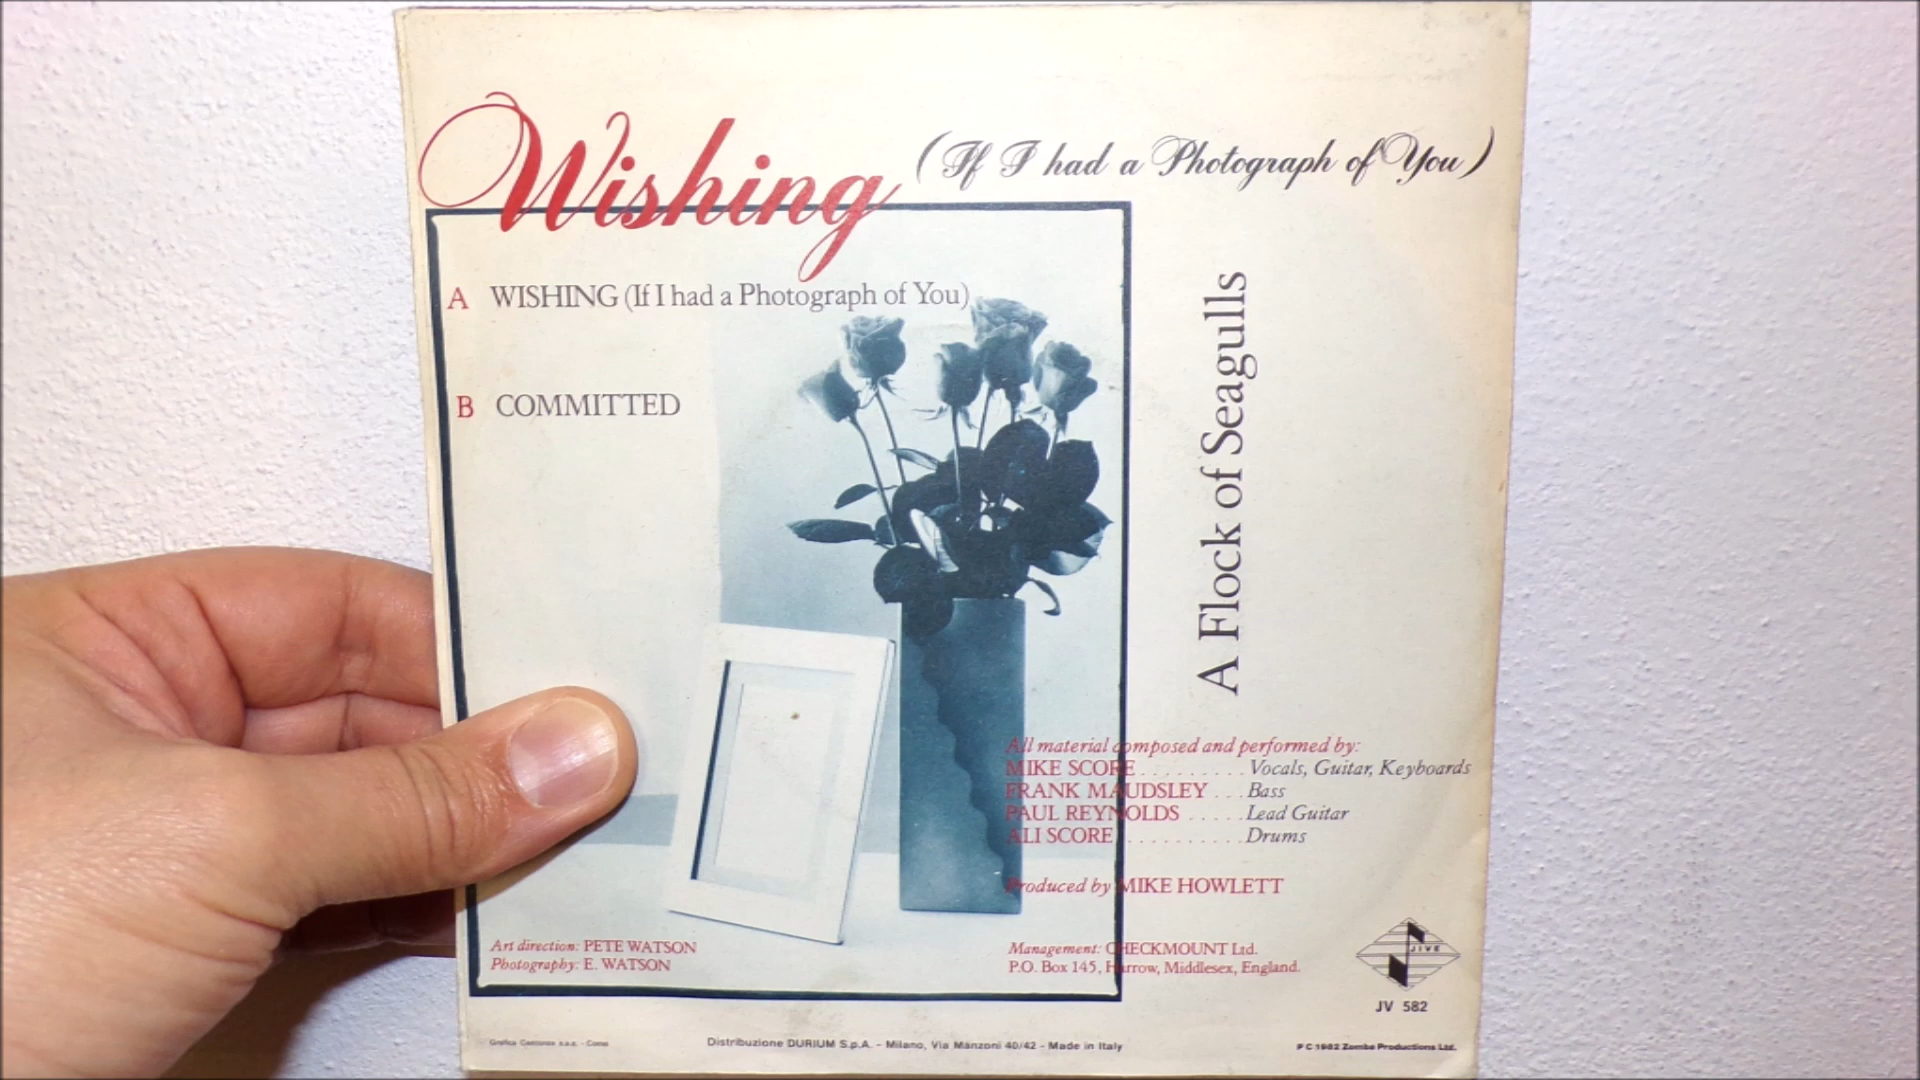 Wishing (If I had a Photograph of You)
A WISHING (If I had a Photograph of You)
B COMMITTED
A Flock of Seagulls
All material composed and performed by:
MIKE SCORE . . . . . . . . . Vocals, Guitar, Keyboards
FRANK MAUDSLEY . . . Bass
PAUL REYNOLDS . . . . . Lead Guitar
ALI SCORE . . . . . . . . . . Drums
Produced by MIKE HOWLETT
Art direction: PETE WATSON
Photography: E. WATSON
Management: CHECKMOUNT Ltd.
P.O. Box 145, Harrow, Middlesex, England.
JIVE
JV 582
Grafica - Como
Distribuzione DURIUM S.p.A. - Milano, Via Manzoni 40/42 - Made in Italy
P C 1982 Zomba Productions Ltd.